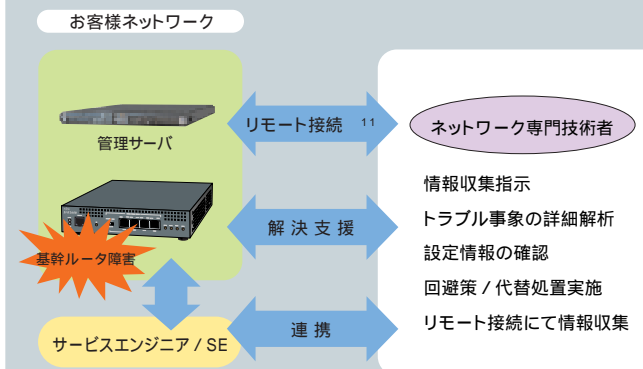 お客様ネットワーク
管理サーバ
基幹ルータ障害
サービスエンジニア / SE
リモート接続 11
解決支援
連携
ネットワーク専門技術者
情報収集指示
トラブル事象の詳細解析
設定情報の確認
回避策 / 代替処置実施
リモート接続にて情報収集